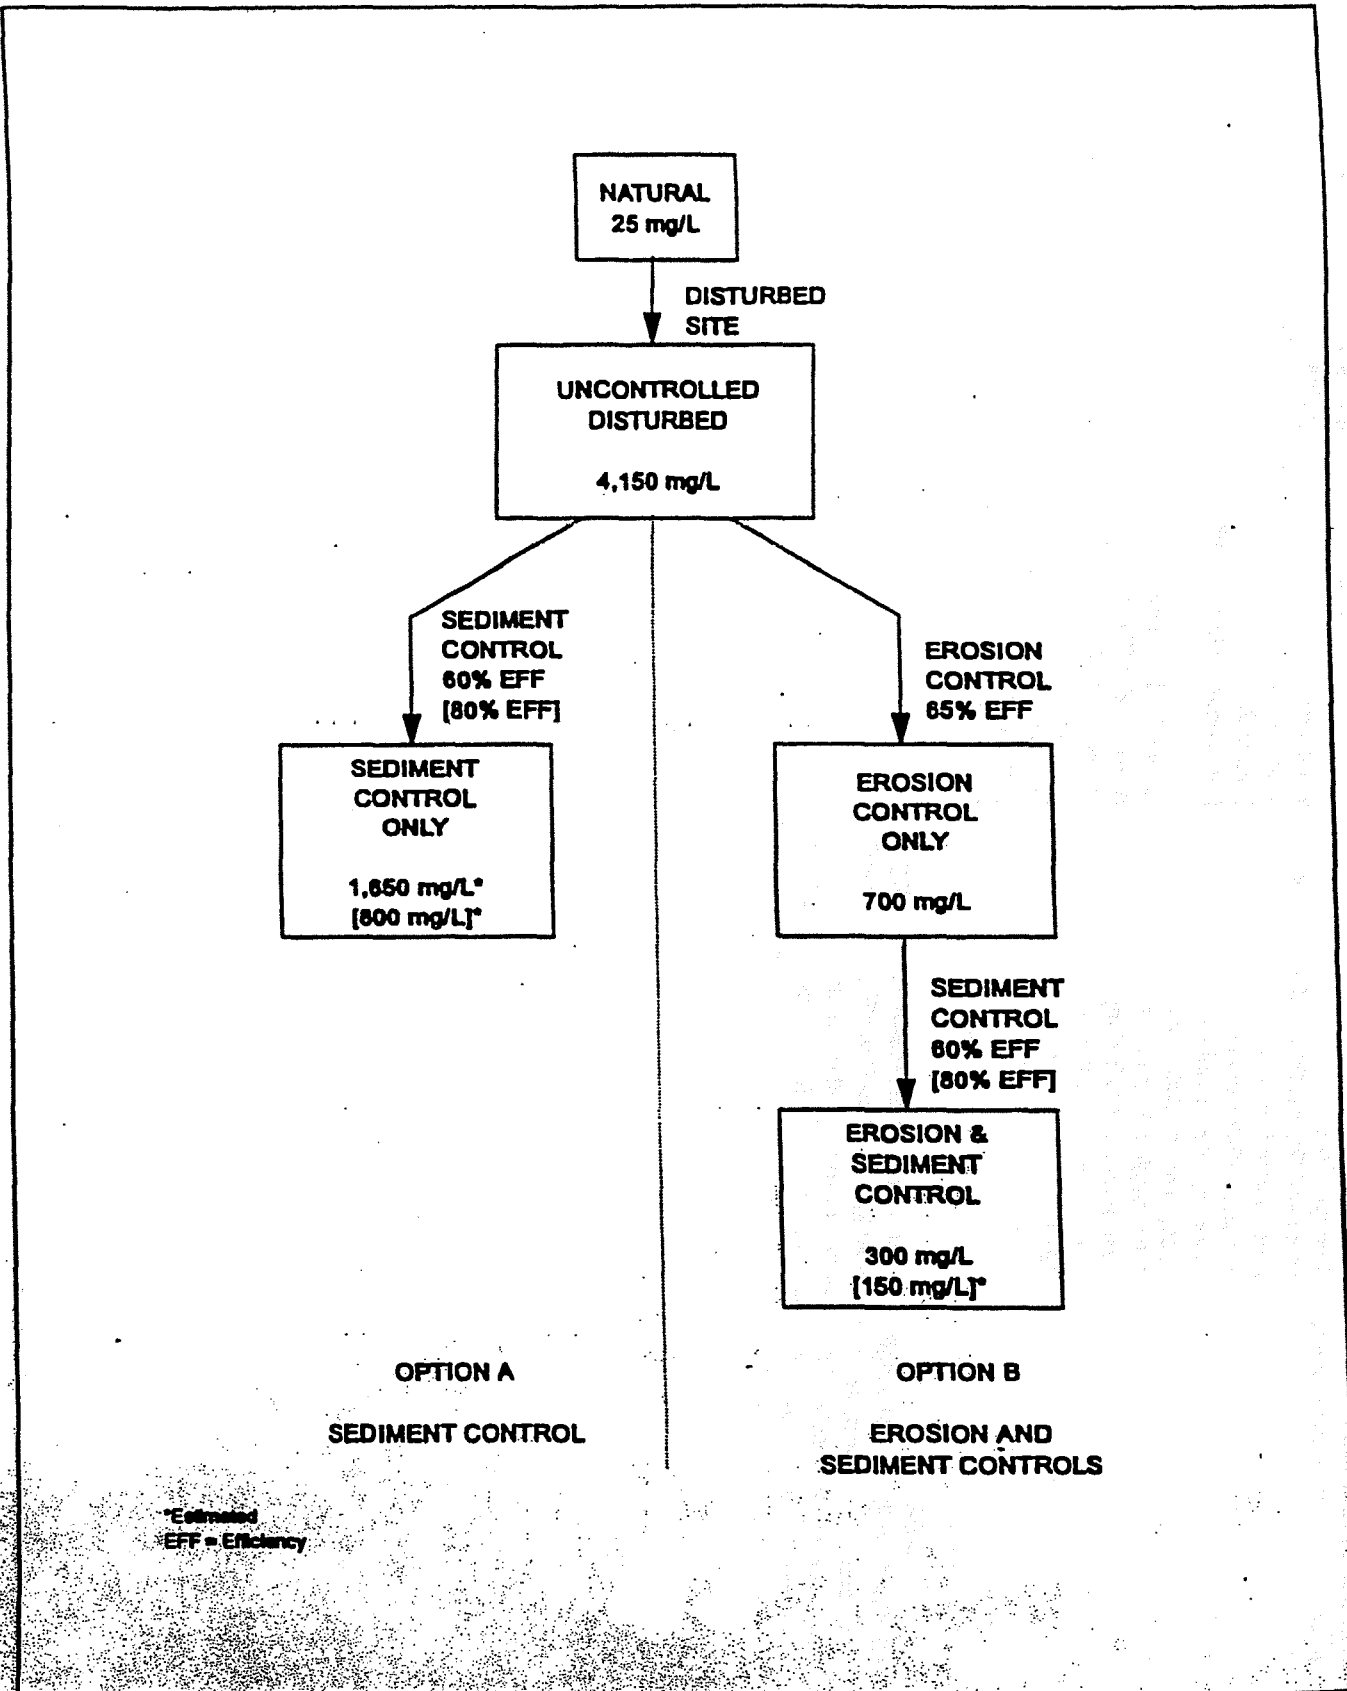 NATURAL
25 mg/L
DISTURBED
SITE
UNCONTROLLED
DISTURBED
4,150 mg/L
SEDIMENT
CONTROL
60% EFF
[80% EFF]
SEDIMENT
CONTROL
ONLY
1,650 mg/L*
[800 mg/L]*
EROSION
CONTROL
85% EFF
EROSION
CONTROL
ONLY
700 mg/L
SEDIMENT
CONTROL
60% EFF
[80% EFF]
EROSION &
SEDIMENT
CONTROL
300 mg/L
[150 mg/L]*
OPTION A
SEDIMENT CONTROL
OPTION B
EROSION AND
SEDIMENT CONTROLS
*Estimated
EFF = Efficiency